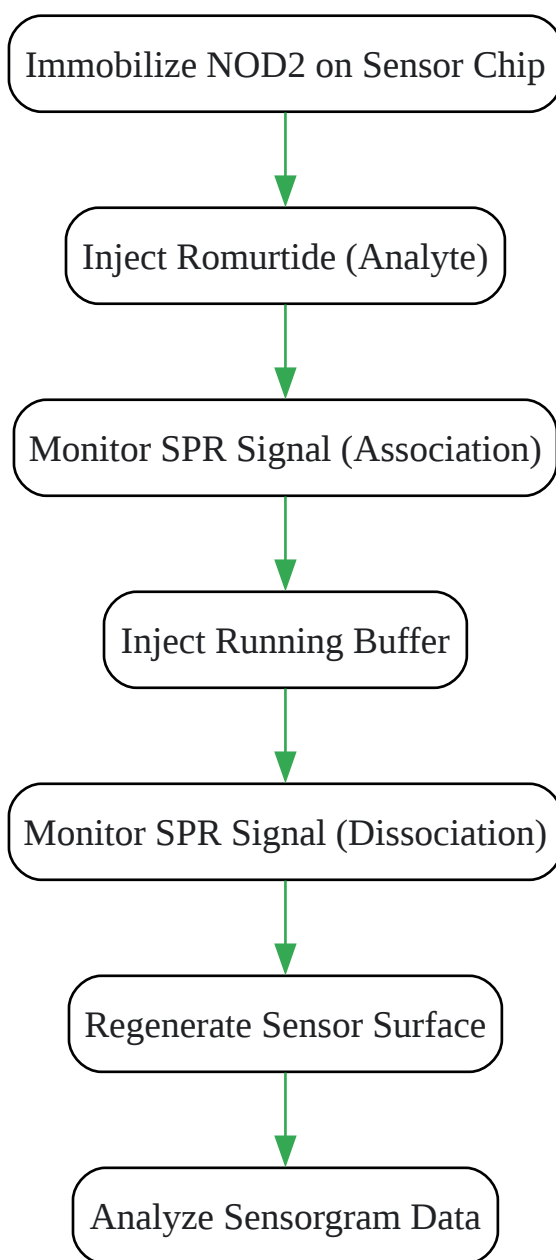 Immobilize NOD2 on Sensor Chip
Inject Romurtide (Analyte)
Monitor SPR Signal (Association)
Inject Running Buffer
Monitor SPR Signal (Dissociation)
Regenerate Sensor Surface
Analyze Sensorgram Data